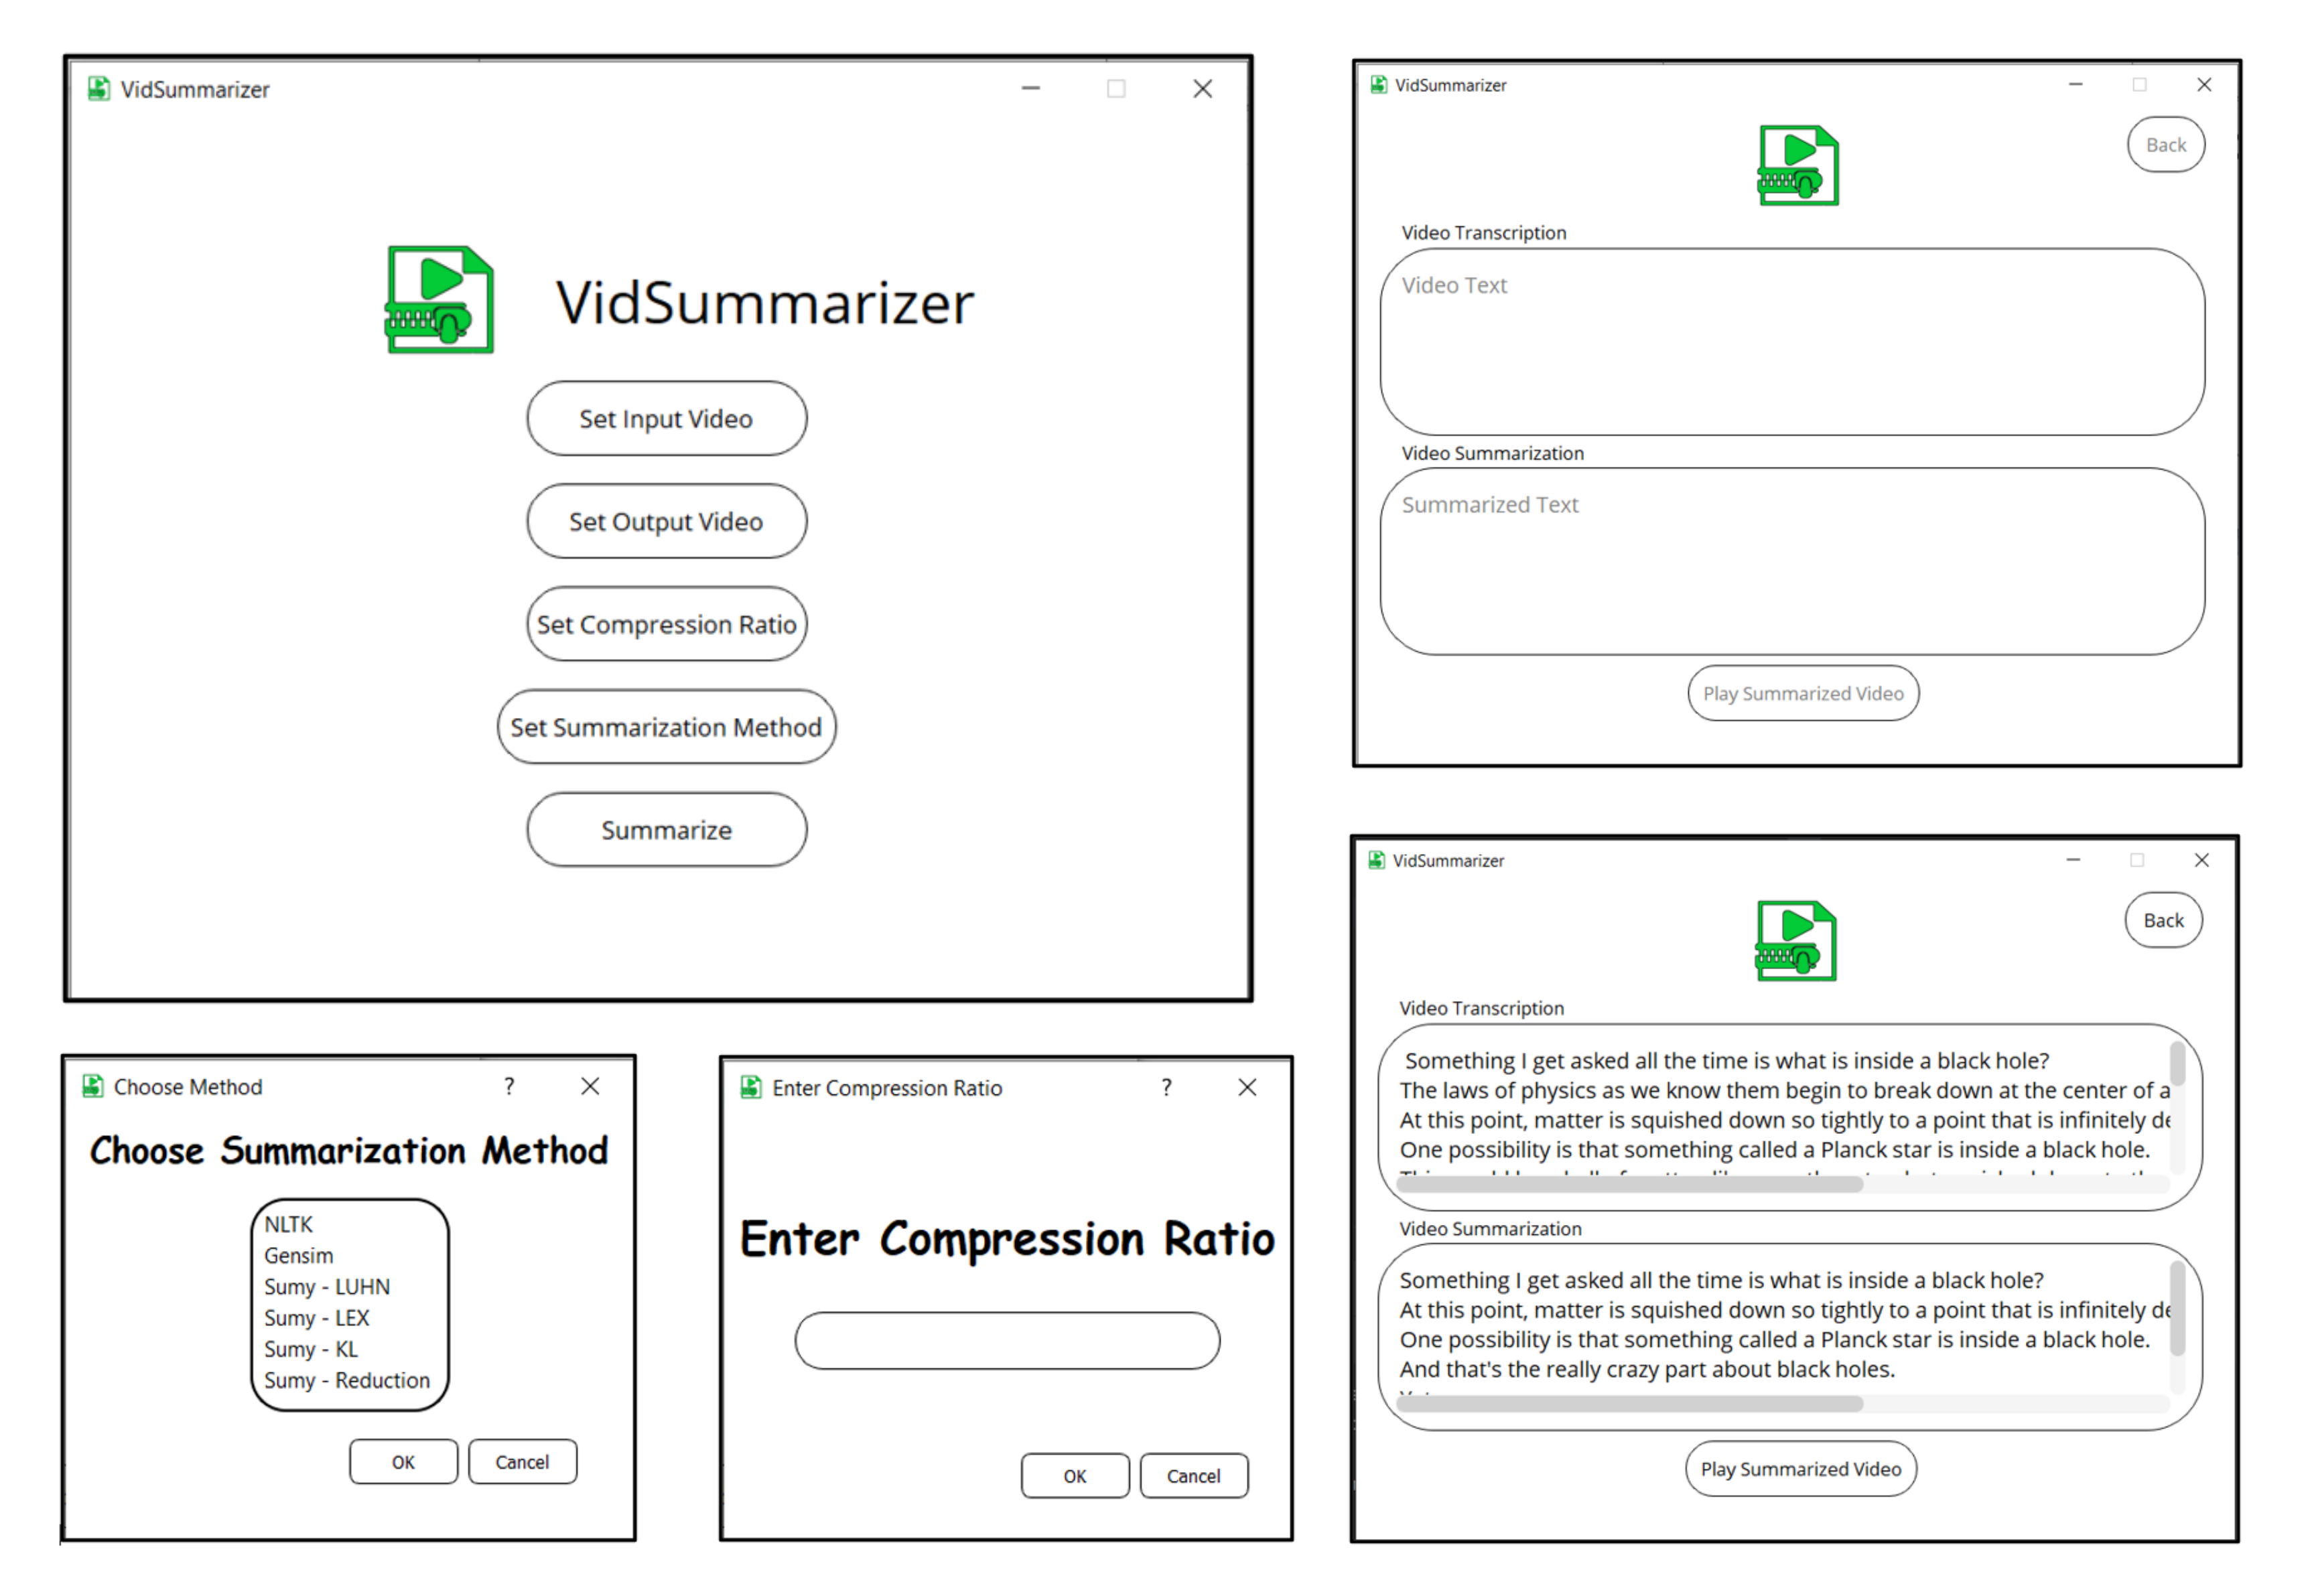 VidSummarizer
VidSummarizer
Set Input Video
Set Output Video
Set Compression Ratio
Set Summarization Method
Summarize
VidSummarizer
Back
Video Transcription
Video Text
Video Summarization
Summarized Text
Play Summarized Video
Choose Method
?
Choose Summarization Method
NLTK
Gensim
Sumy - LUHN
Sumy - LEX
Sumy - KL
Sumy - Reduction
OK
Cancel
Enter Compression Ratio
?
Enter Compression Ratio
OK
Cancel
VidSummarizer
Back
Video Transcription
Something I get asked all the time is what is inside a black hole?
The laws of physics as we know them begin to break down at the center of a
At this point, matter is squished down so tightly to a point that is infinitely de
One possibility is that something called a Planck star is inside a black hole.
Video Summarization
Something I get asked all the time is what is inside a black hole?
At this point, matter is squished down so tightly to a point that is infinitely de
One possibility is that something called a Planck star is inside a black hole.
And that's the really crazy part about black holes.
Play Summarized Video